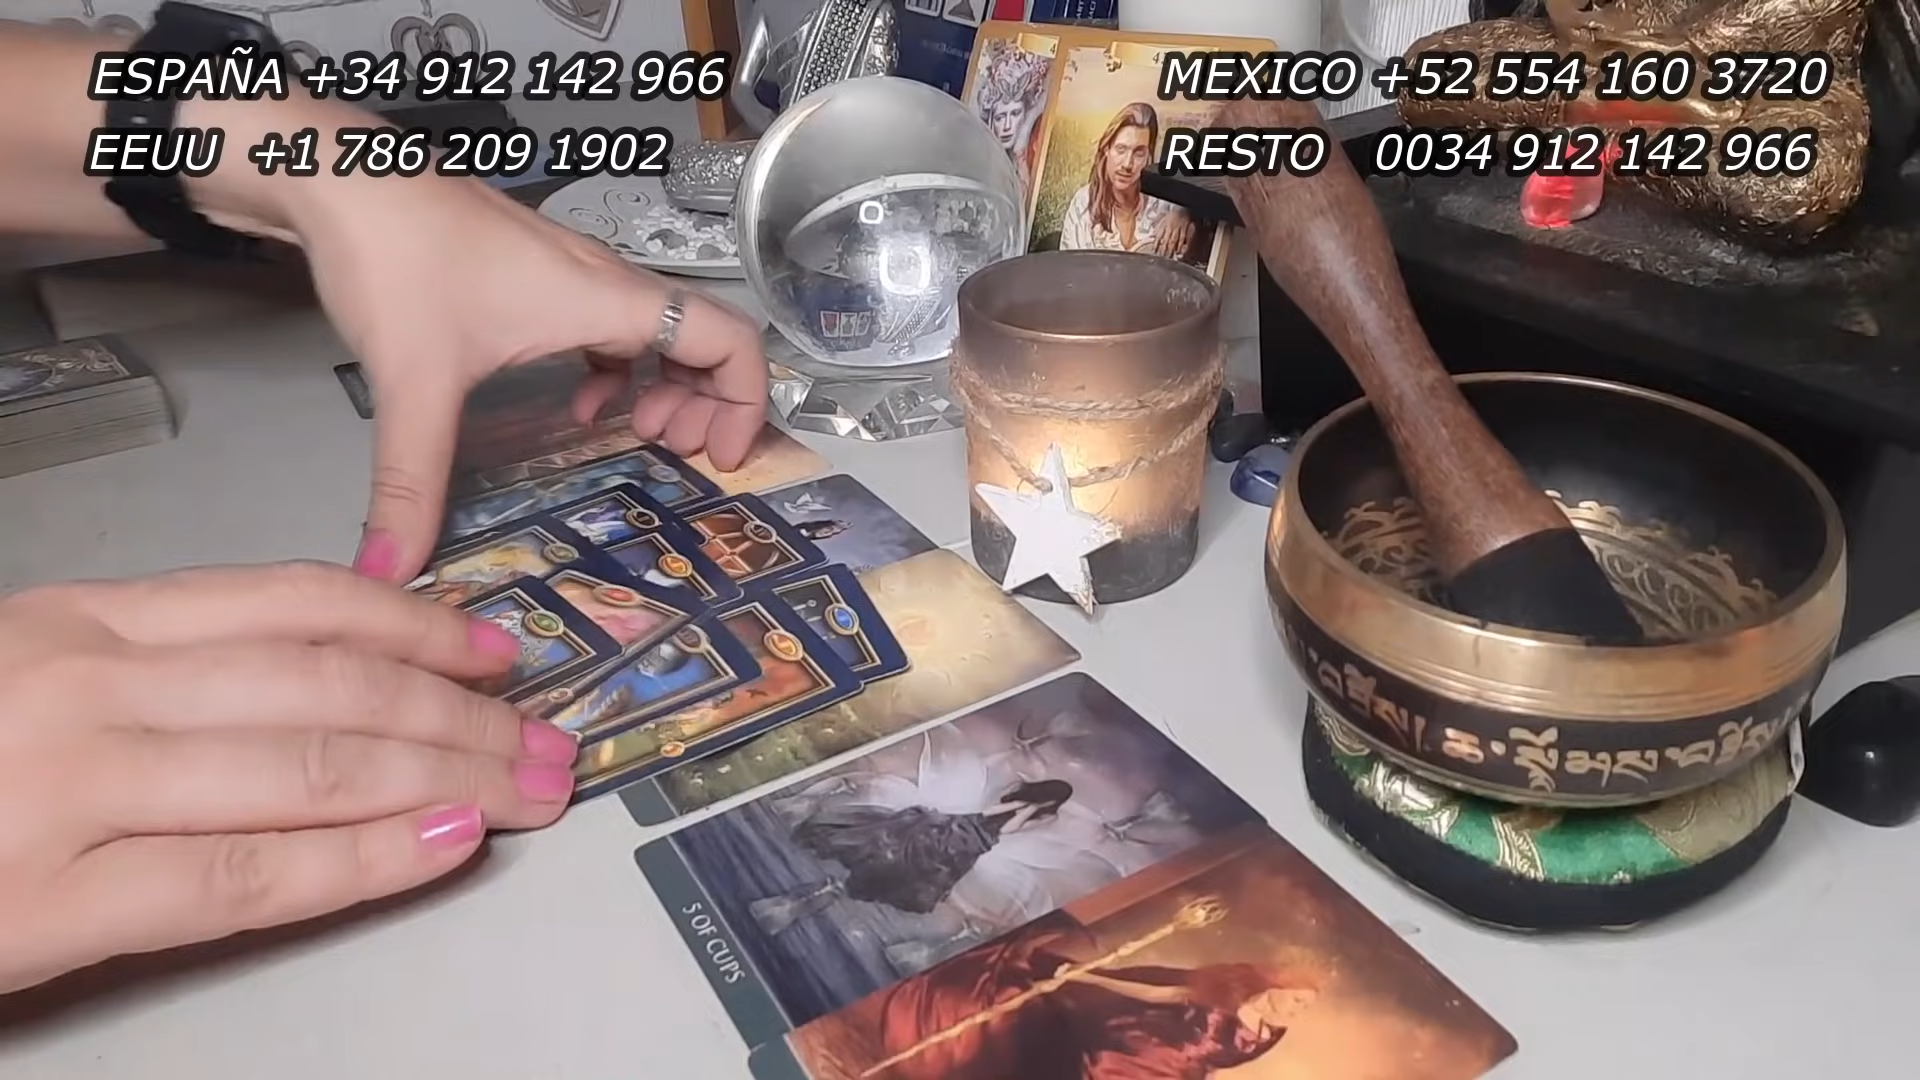 ESPAÑA +34 912 142 966
MEXICO +52 554 160 3720
EEUU +1 786 209 1902
RESTO 0034 912 142 966
5 OF CUPS